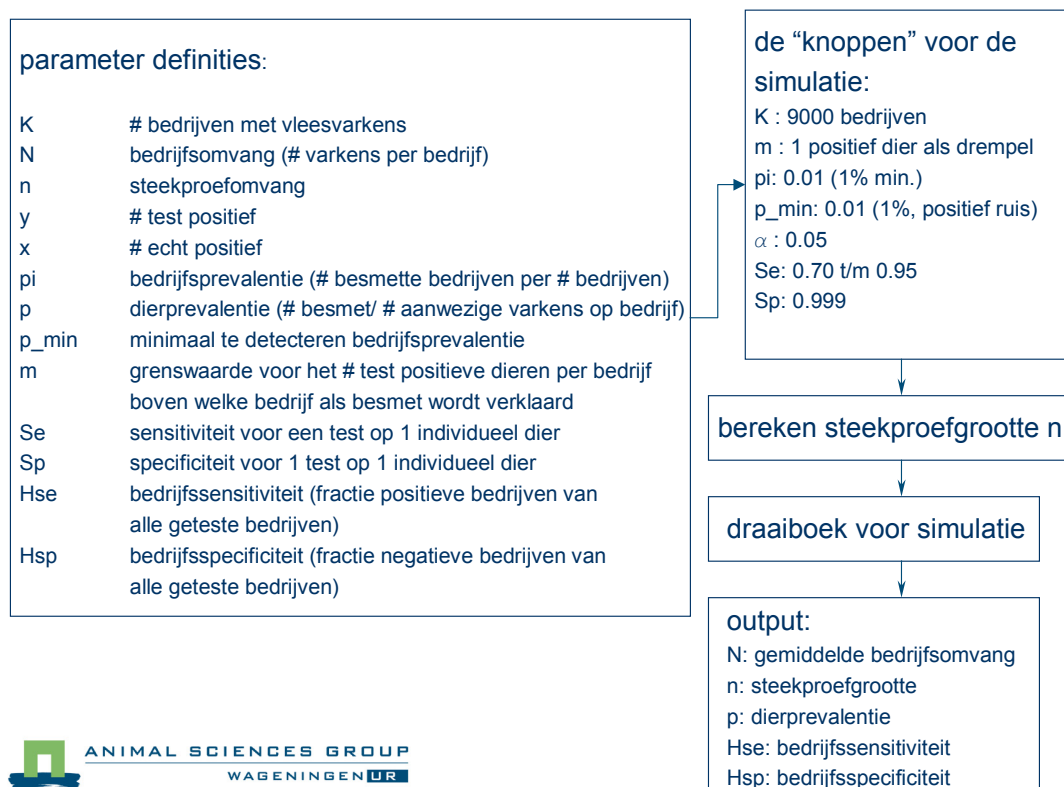 parameter definities:
K # bedrijven met vleesvarkens
N bedrijfsomvang (# varkens per bedrijf)
n steekproefomvang
y # test positief
x # echt positief
pi bedrijfsprevalentie (# besmette bedrijven per # bedrijven)
p dierprevalentie (# besmet/ # aanwezige varkens op bedrijf)
p_min minimaal te detecteren bedrijfsprevalentie
m grenswaarde voor het # test positieve dieren per bedrijf
boven welke bedrijf als besmet wordt verklaard
Se sensitiviteit voor een test op 1 individueel dier
Sp specificiteit voor 1 test op 1 individueel dier
Hse bedrijfssensitiviteit (fractie positieve bedrijven van
alle geteste bedrijven)
Hsp bedrijfsspecificiteit (fractie negatieve bedrijven van
alle geteste bedrijven)
de “knoppen” voor de
simulatie:
K : 9000 bedrijven
m : 1 positief dier als drempel
pi: 0.01 (1% min.)
p_min: 0.01 (1%, positief ruis)
α : 0.05
Se: 0.70 t/m 0.95
Sp: 0.999
bereken steekproefgrootte n
draaiboek voor simulatie
output:
N: gemiddelde bedrijfsomvang
n: steekproefgrootte
p: dierprevalentie
Hse: bedrijfssensitiviteit
Hsp: bedrijfsspecificiteit
ANIMAL SCIENCES GROUP
WAGENINGEN UR